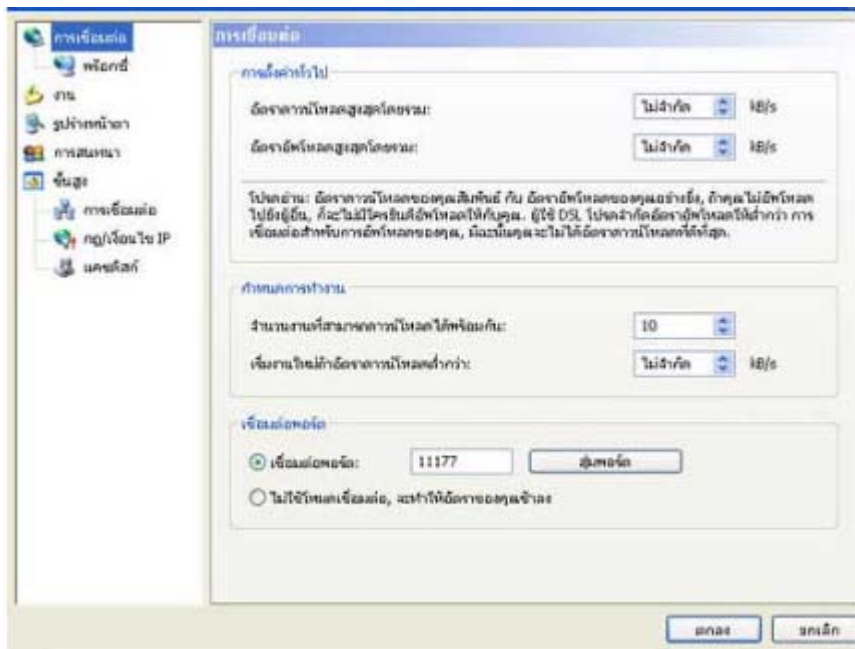 การเชื่อมต่อ
พร็อกซี่
งาน
รูปร่างหน้าตา
การสนทนา
ขั้นสูง
การเชื่อมต่อ
กฎ/เงื่อนไข IP
แคชดิสก์
การเชื่อมต่อ
การตั้งค่าทั่วไป
อัตราดาวน์โหลดสูงสุดโดยรวม:
ไม่จำกัด
kB/s
อัตราอัพโหลดสูงสุดโดยรวม:
ไม่จำกัด
kB/s
โปรดอ่าน: อัตราดาวน์โหลดของคุณสัมพันธ์ กับ อัตราอัพโหลดของคุณอย่างยิ่ง, ถ้าคุณไม่อัพโหลด
ไปยังผู้อื่น, ก็จะไม่มีใครยินดีอัพโหลดให้กับคุณ. ผู้ใช้ DSL โปรดจำกัดอัตราอัพโหลดให้ต่ำกว่า การ
เชื่อมต่อสำหรับการอัพโหลดของคุณ, มิฉะนั้นคุณจะไม่ได้อัตราดาวน์โหลดที่ดีที่สุด.
กำหนดการทำงาน
จำนวนงานที่สามารถดาวน์โหลดได้พร้อมกัน:
10
เริ่มงานใหม่ถ้าอัตราดาวน์โหลดต่ำกว่า:
ไม่จำกัด
kB/s
เชื่อมต่อพอร์ต
เชื่อมต่อพอร์ต:
11177
สุ่มพอร์ต
ไม่ใช้โหมดเชื่อมต่อ, จะทำให้อัตราของคุณช้าลง
ตกลง
ยกเลิก